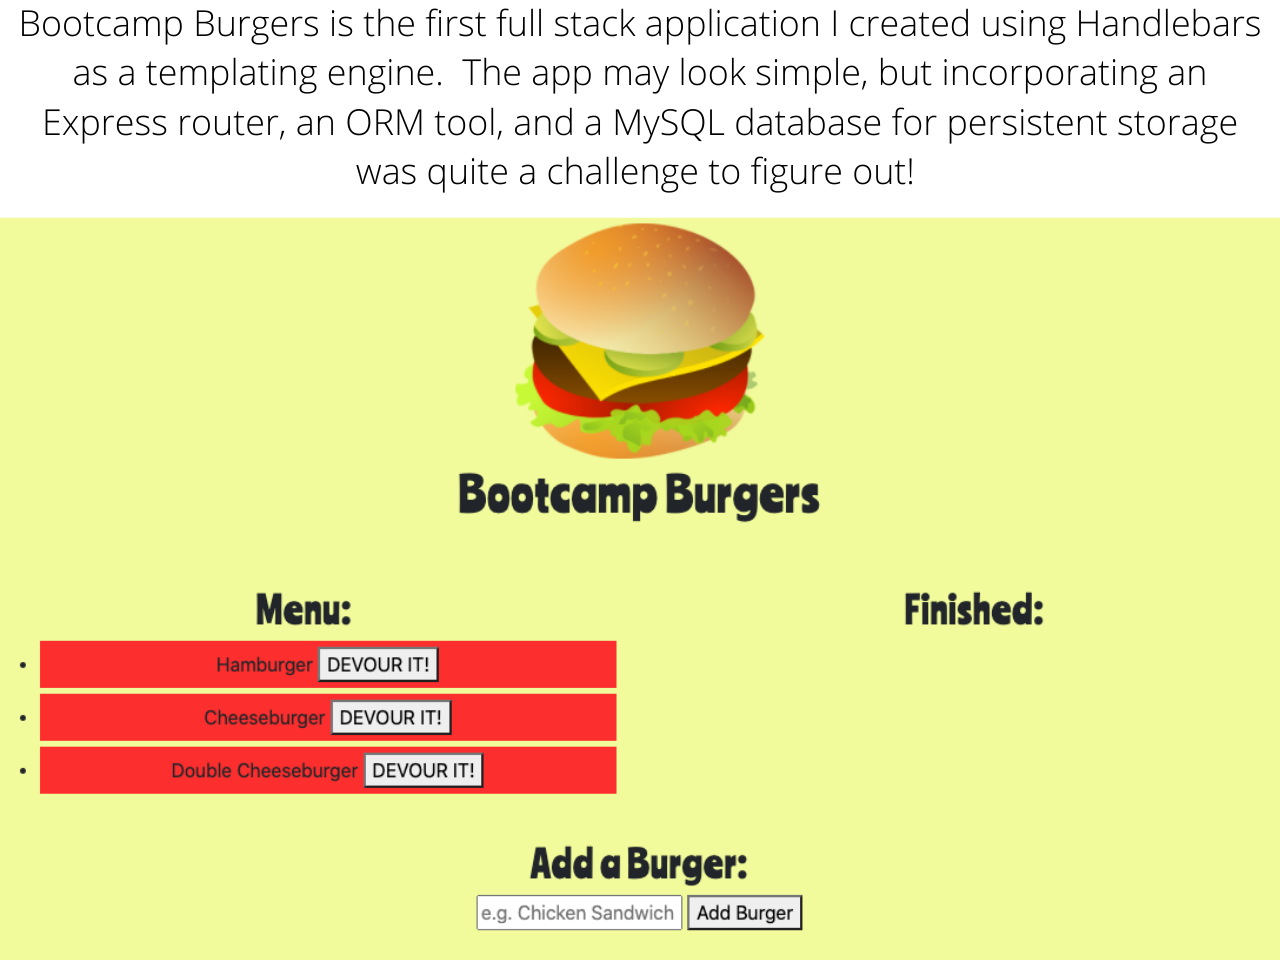 Bootcamp Burgers is the first full stack application I created using Handlebars
as a templating engine.  The app may look simple, but incorporating an
Express router, an ORM tool, and a MySQL database for persistent storage
was quite a challenge to figure out!
Bootcamp Burgers
Menu:
Hamburger DEVOUR IT!
Cheeseburger DEVOUR IT!
Double Cheeseburger DEVOUR IT!
Finished:
Add a Burger:
e.g. Chicken Sandwich Add Burger